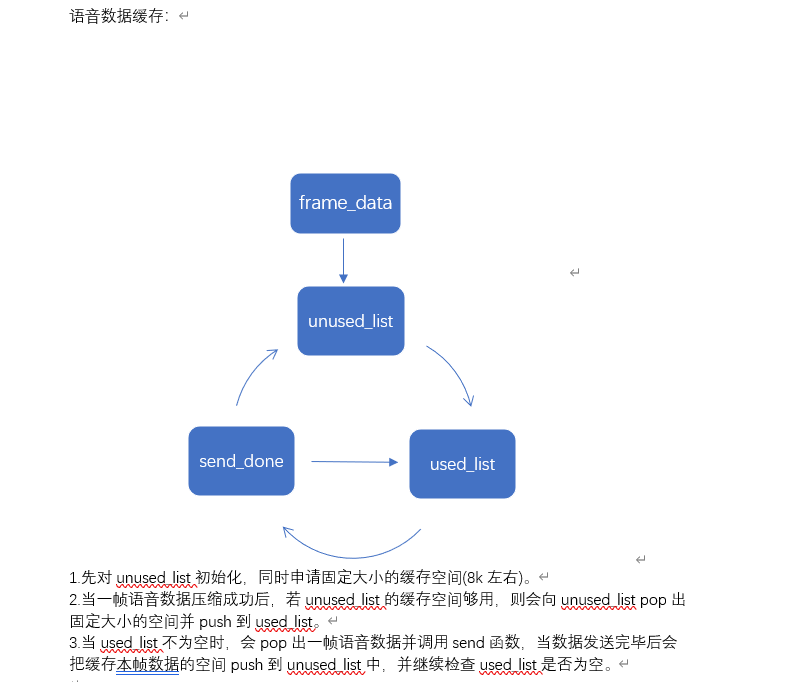 语音数据缓存：
frame_data
unused_list
send_done
used_list
1.先对 unused_list 初始化，同时申请固定大小的缓存空间(8k 左右)。
2.当一帧语音数据压缩成功后，若 unused_list 的缓存空间够用，则会向 unused_list pop 出
固定大小的空间并 push 到 used_list。
3.当 used_list 不为空时，会 pop 出一帧语音数据并调用 send 函数，当数据发送完毕后会
把缓存本帧数据的空间 push 到 unused_list 中，并继续检查 used_list 是否为空。